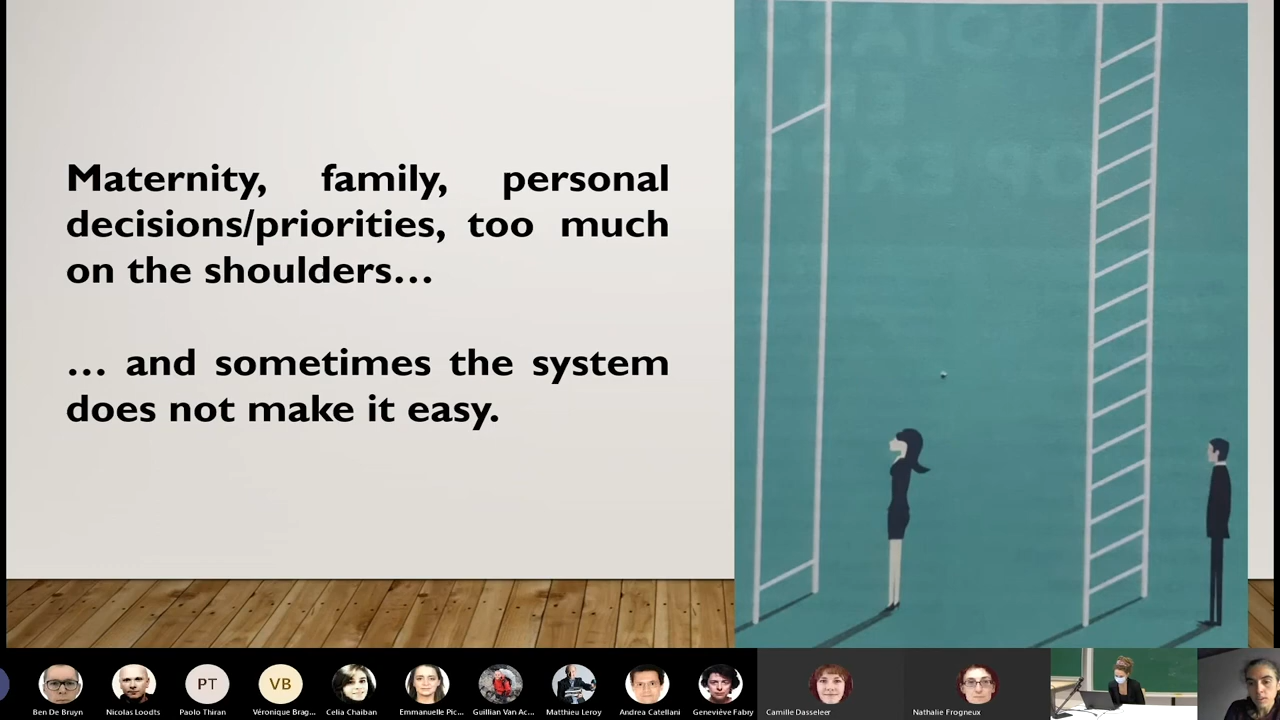 Maternity, family, personal
decisions/priorities, too much
on the shoulders...
... and sometimes the system
does not make it easy.
PT
VB
Ben De Bruyn
Nicolas Loodts
Paolo Thiran
Véronique Brag...
Celia Chaiban
Emmanuelle Pic...
Guillian Van Ac...
Matthieu Leroy
Andrea Catellani
Geneviève Fabry
Camille Dasseleer
Nathalie Frogneux